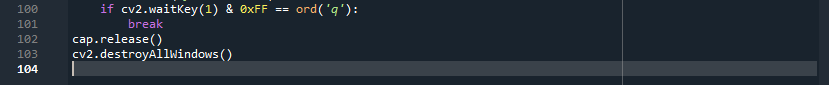 100 if cv2.waitKey(1) & 0xFF == ord('q'):
101 break
102 cap.release()
103 cv2.destroyAllWindows()
104